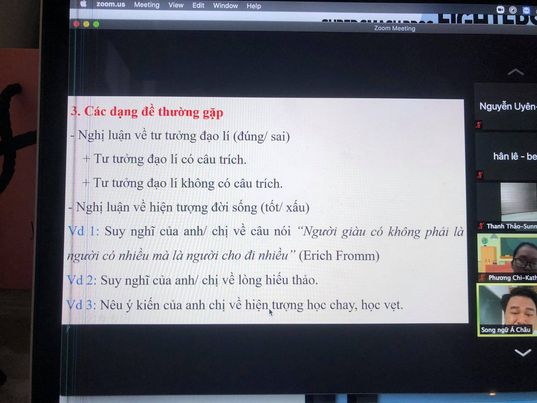 zoom.us Meeting View Edit Window Help
Zoom Meeting
3. Các dạng đề thường gặp
- Nghị luận về tư tưởng đạo lí (đúng/ sai)
+ Tư tưởng đạo lí có câu trích.
+ Tư tưởng đạo lí không có câu trích.
- Nghị luận về hiện tượng đời sống (tốt/ xấu)
Vd 1: Suy nghĩ của anh/ chị về câu nói “Người giàu có không phải là
người có nhiều mà là người cho đi nhiều” (Erich Fromm)
Vd 2: Suy nghĩ của anh/ chị về lòng hiếu thảo.
Vd 3: Nêu ý kiến của anh chị về hiện tượng học chay, học vẹt.
Nguyễn Uyên-
hân lê - be
Thanh Thảo-Sunn
Phương Chi-Kath
Song ngữ Á Châu